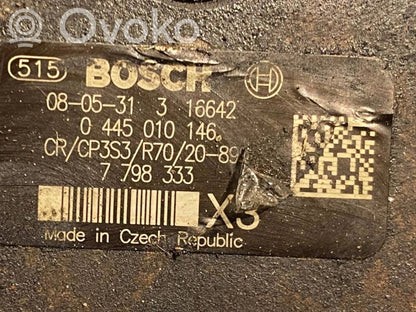 Ovoko
515 BOSCH
08-05-31 3 16642
0 445 010 146
CR/CP3S3/R70/20-89
7 798 333
X3
Made in Czech Republic